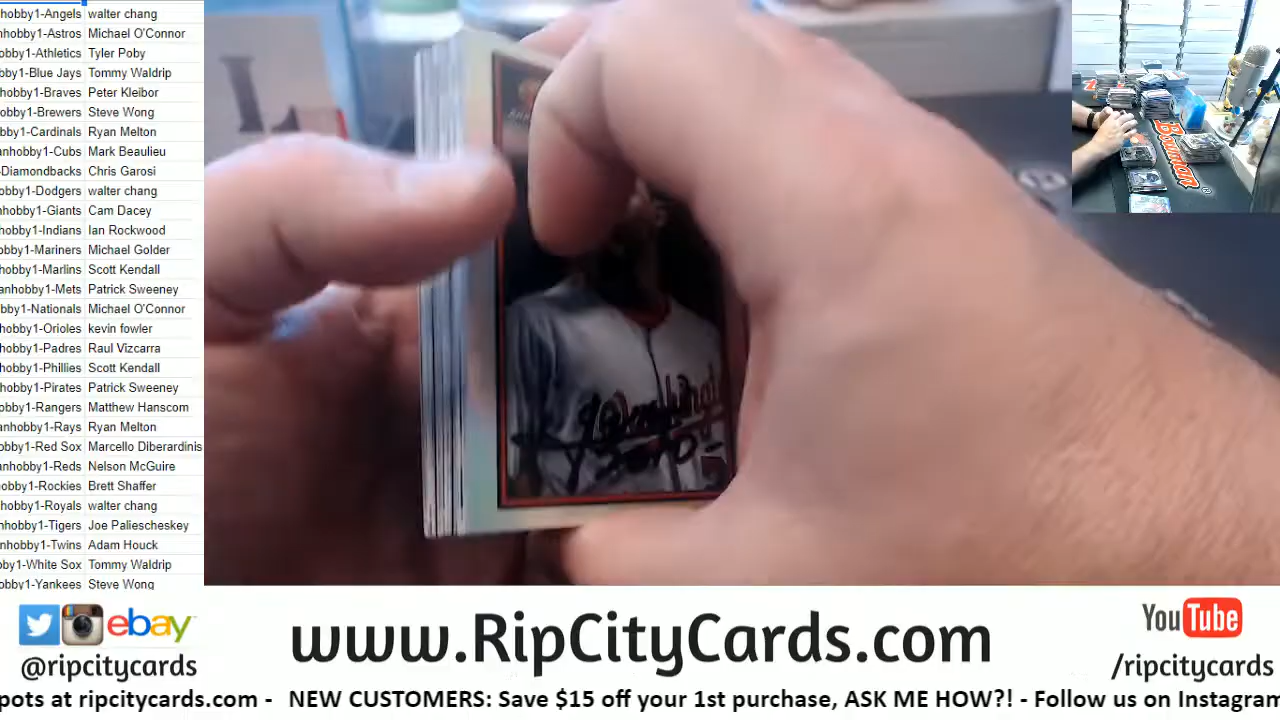 hobby1-Angels walter chang
nhobby1-Astros Michael O'Connor
obby1-Athletics Tyler Poby
obby1-Blue Jays Tommy Waldrip
hobby1-Braves Peter Kleibor
obby1-Brewers Steve Wong
obby1-Cardinals Ryan Melton
anhobby1-Cubs Mark Beaulieu
-Diamondbacks Chris Garosi
obby1-Dodgers walter chang
nhobby1-Giants Cam Dacey
hobby1-Indians Ian Rockwood
obby1-Mariners Michael Golder
hobby1-Marlins Scott Kendall
anhobby1-Mets Patrick Sweeney
bby1-Nationals Michael O'Connor
hobby1-Orioles kevin fowler
hobby1-Padres Raul Vizcarra
hobby1-Phillies Scott Kendall
hobby1-Pirates Patrick Sweeney
obby1-Rangers Matthew Hanscom
anhobby1-Rays Ryan Melton
obby1-Red Sox Marcello Diberardinis
anhobby1-Reds Nelson McGuire
obby1-Rockies Brett Shaffer
hobby1-Royals walter chang
nhobby1-Tigers Joe Paliescheskey
nhobby1-Twins Adam Houck
bby1-White Sox Tommy Waldrip
obby1-Yankees Steve Wong
Bowman
ebay
@ripcitycards
www.RipCityCards.com
YouTube
/ripcitycards
pots at ripcitycards.com - NEW CUSTOMERS: Save $15 off your 1st purchase, ASK ME HOW?! - Follow us on Instagram